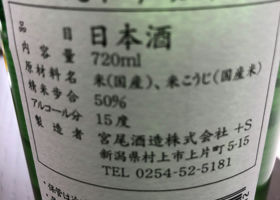 品目 日本酒
内容量 720ml
原材料名 米(国産)、米こうじ(国産米)
精米歩合 50%
アルコール分 15度
製造者 宮尾酒造株式会社 +S
新潟県村上市上片町5-15
TEL 0254-52-5181